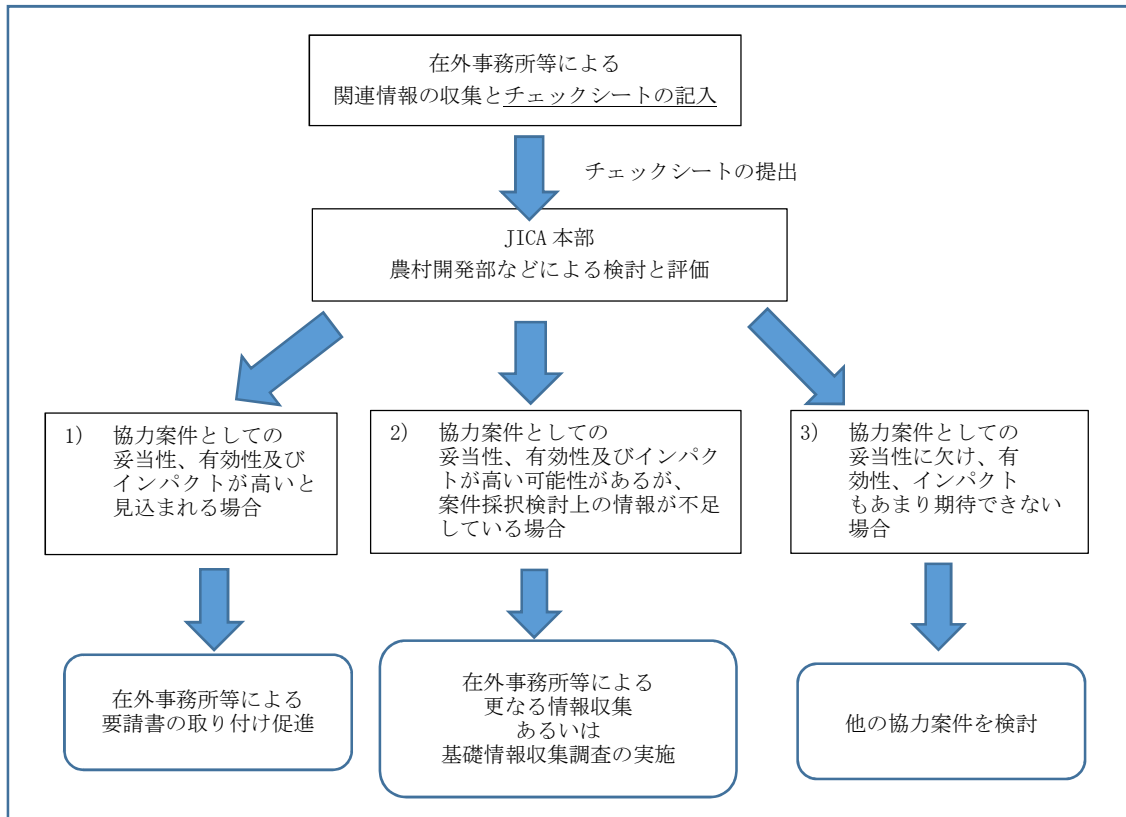 在外事務所等による
関連情報の収集とチェックシートの記入
チェックシートの提出
JICA 本部
農村開発部などによる検討と評価
1) 協力案件としての
妥当性、有効性及び
インパクトが高いと
見込まれる場合
2) 協力案件としての
妥当性、有効性及びインパク
トが高い可能性があるが、
案件採択検討上の情報が不足
している場合
3) 協力案件としての
妥当性に欠け、有
効性、インパクト
もあまり期待できない
場合
在外事務所等による
要請書の取り付け促進
在外事務所等による
更なる情報収集
あるいは
基礎情報収集調査の実施
他の協力案件を検討